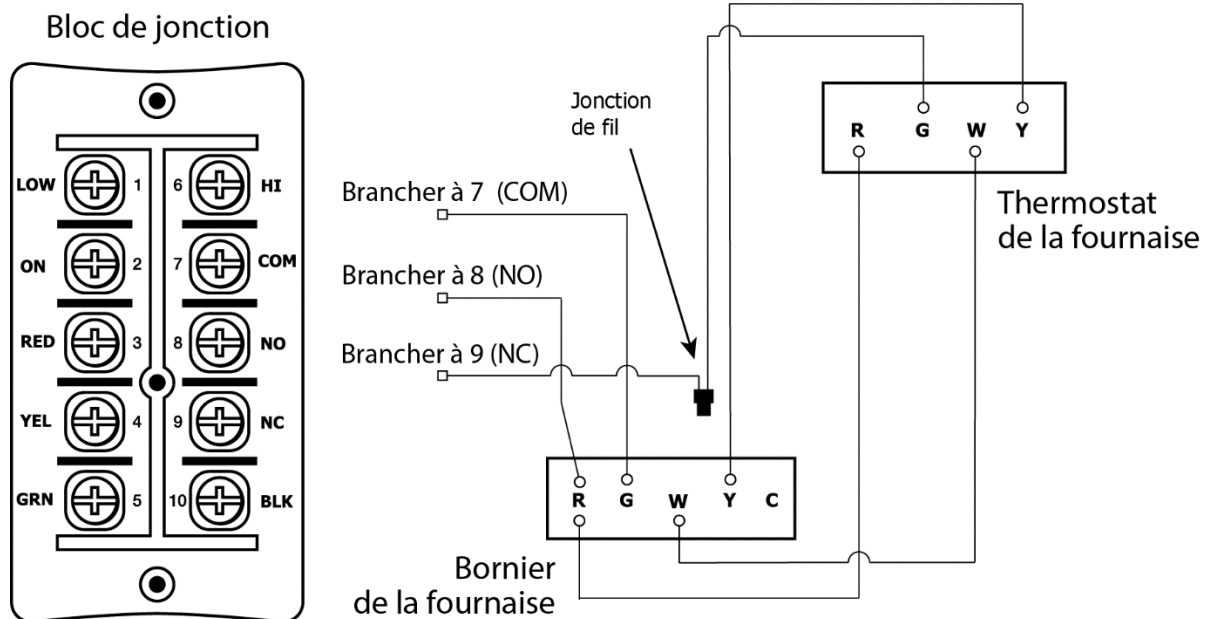 Bloc de jonction
LOW 1 6 HI
ON 2 7 COM
RED 3 8 NO
YEL 4 9 NC
GRN 5 10 BLK
Jonction
de fil
Brancher à 7 (COM)
Brancher à 8 (NO)
Brancher à 9 (NC)
R G W Y
Thermostat
de la fournaise
R G W Y C
Bornier
de la fournaise